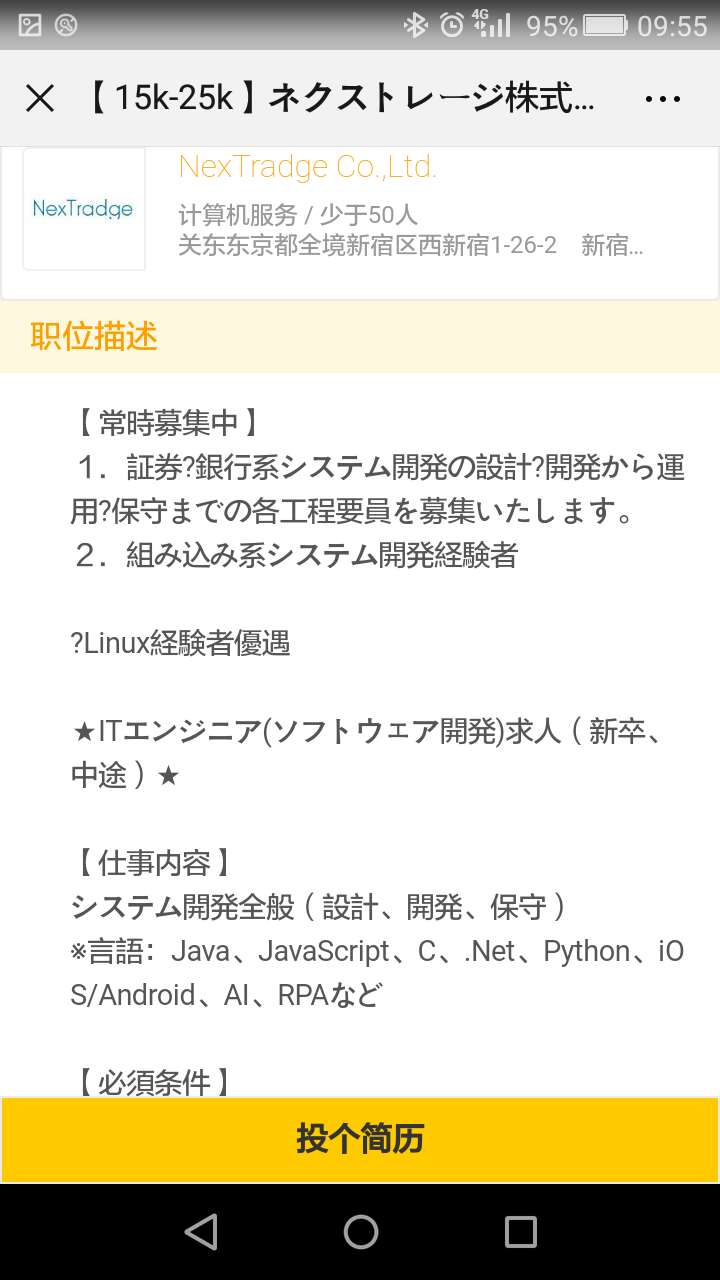 4G 95% 09:55
【15k-25k】ネクストレージ株式...
NexTradge
NexTradge Co.,Ltd.
计算机服务 / 少于50人
关东东京都全境新宿区西新宿1-26-2　新宿...
职位描述
【常時募集中】
１．証券?銀行系システム開発の設計?開発から運
用?保守までの各工程要員を募集いたします。
２．組み込み系システム開発経験者
?Linux経験者優遇
★ITエンジニア(ソフトウェア開発)求人（新卒、
中途）★
【仕事内容】
システム開発全般（設計、開発、保守）
※言語：Java、JavaScript、C、.Net、Python、iO
S/Android、AI、RPAなど
【必須条件】
投个简历